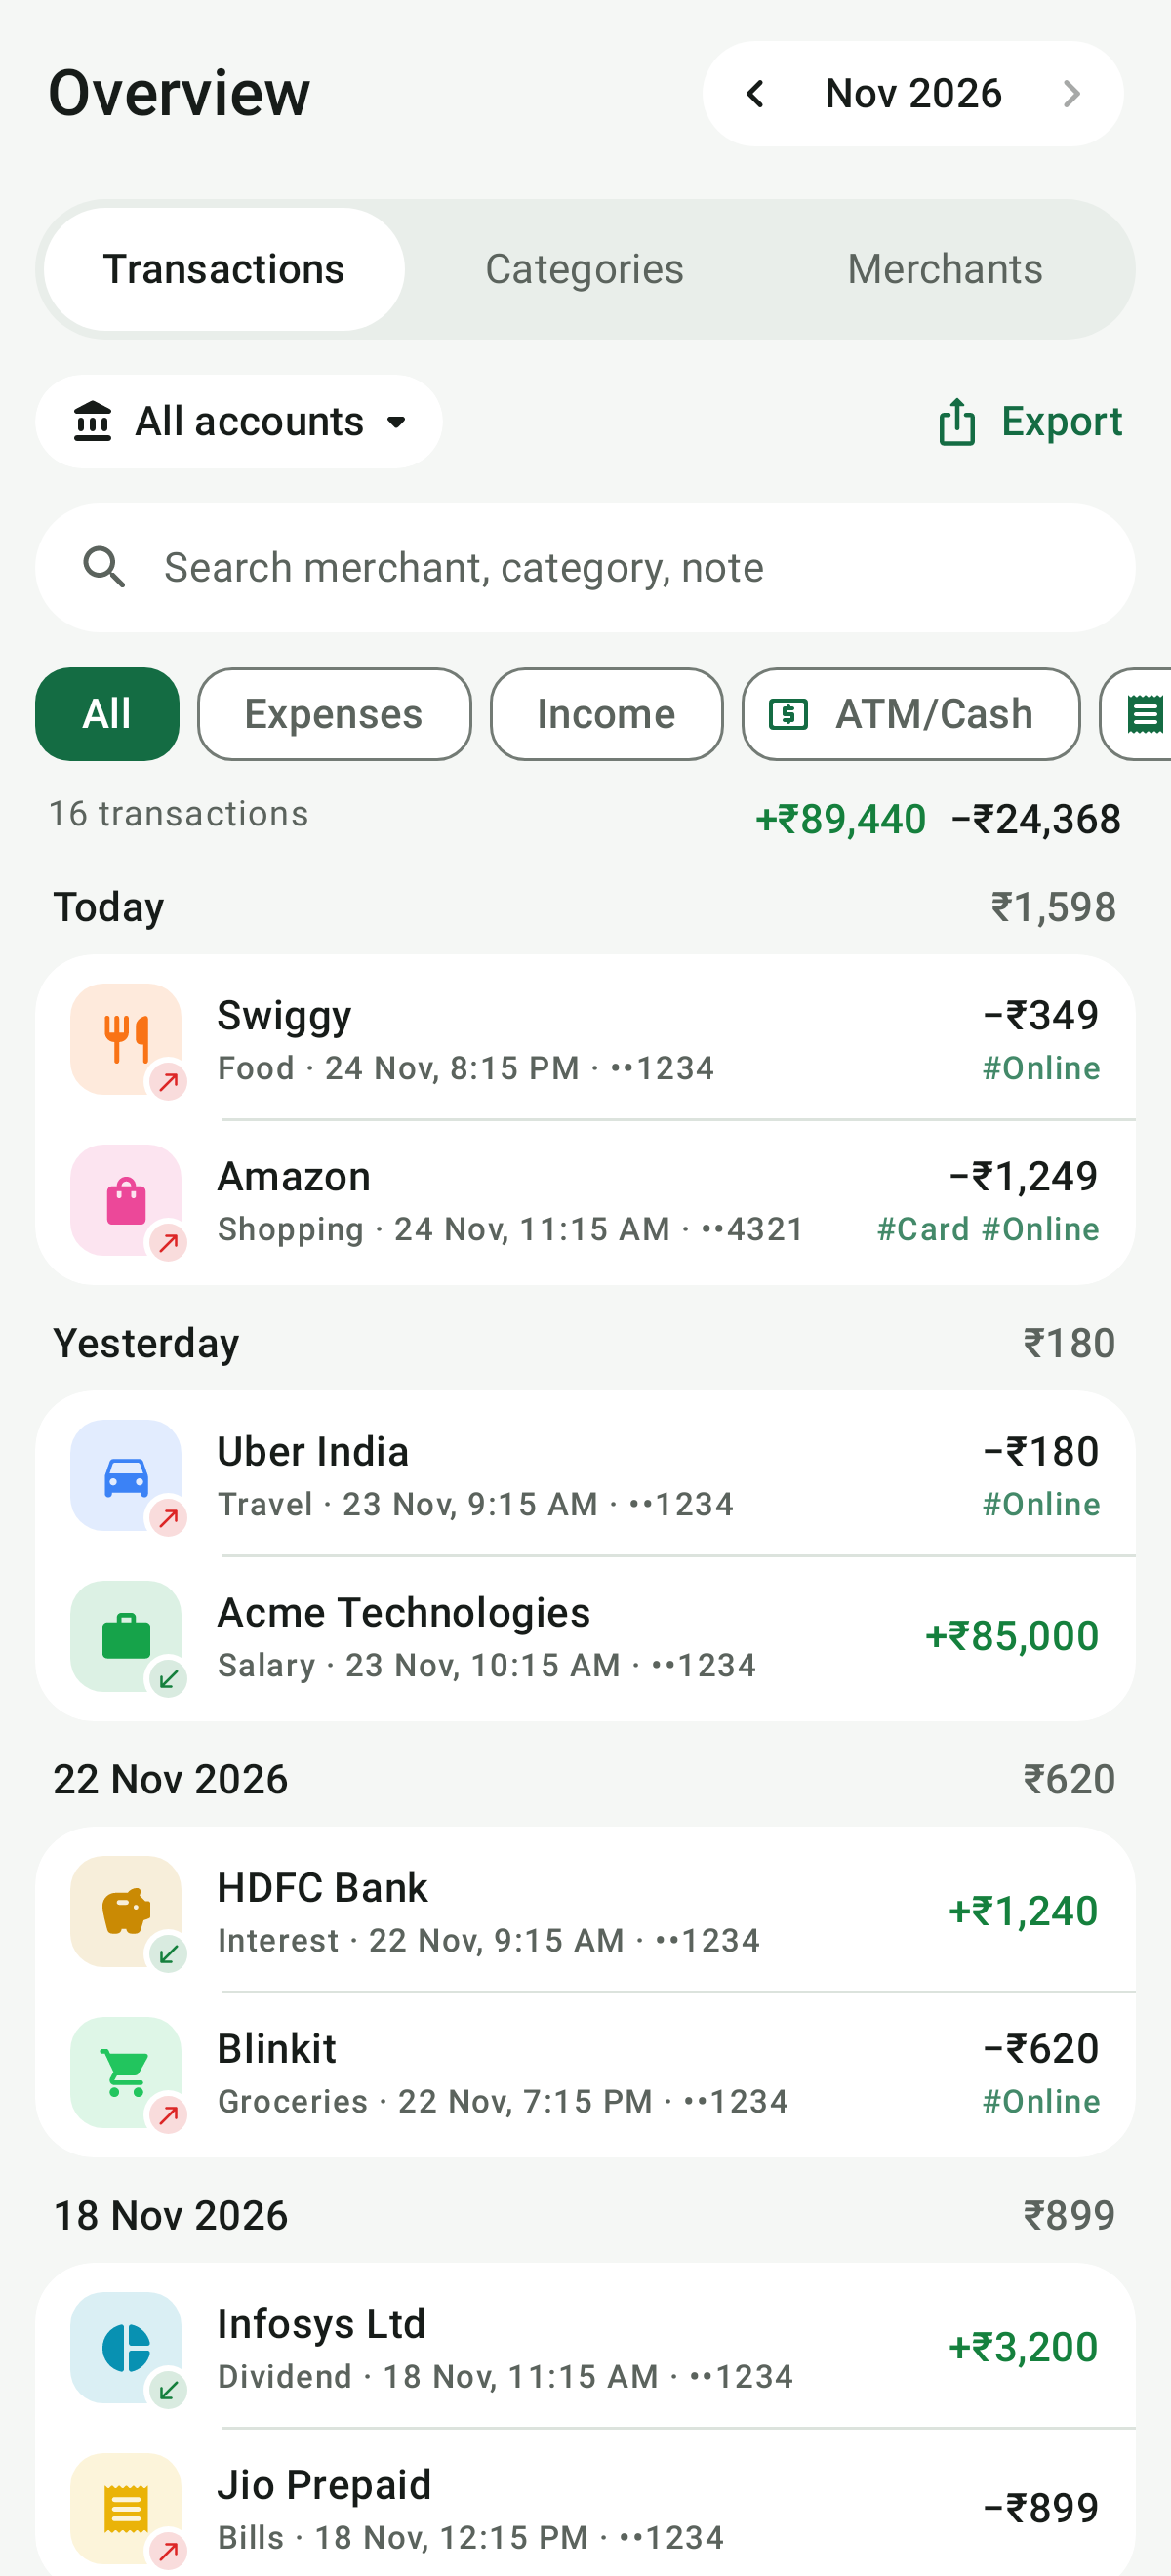 Overview
Nov 2026
Transactions Categories Merchants
All accounts
Export
Search merchant, category, note
All Expenses Income ATM/Cash
16 transactions +₹89,440 −₹24,368
Today ₹1,598
Swiggy −₹349
Food · 24 Nov, 8:15 PM · ••1234 #Online
Amazon −₹1,249
Shopping · 24 Nov, 11:15 AM · ••4321 #Card #Online
Yesterday ₹180
Uber India −₹180
Travel · 23 Nov, 9:15 AM · ••1234 #Online
Acme Technologies +₹85,000
Salary · 23 Nov, 10:15 AM · ••1234
22 Nov 2026 ₹620
HDFC Bank +₹1,240
Interest · 22 Nov, 9:15 AM · ••1234
Blinkit −₹620
Groceries · 22 Nov, 7:15 PM · ••1234 #Online
18 Nov 2026 ₹899
Infosys Ltd +₹3,200
Dividend · 18 Nov, 11:15 AM · ••1234
Jio Prepaid −₹899
Bills · 18 Nov, 12:15 PM · ••1234